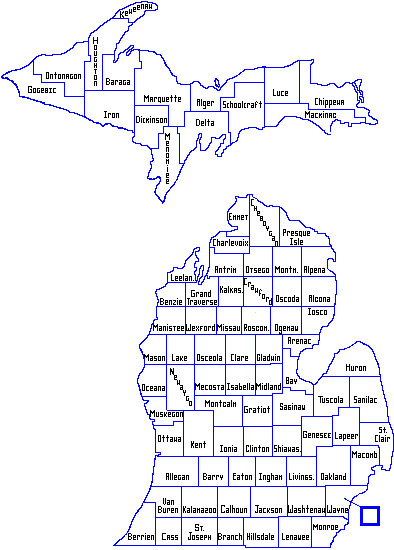 Keweenaw
Houghton
Ontonagon
Baraga
Gogebic
Luce
Marquette
Alger
Schoolcraft
Chippewa
Iron
Mackinac
Dickinson
Delta
Menominee
Emmet
Cheboygan
Presque
Isle
Charlevoix
Antrim
Otsego
Montm.
Alpena
Leelan.
Kalkas.
Crawford
Grand
Traverse
Benzie
Oscoda
Alcona
Iosco
Manistee
Wexford
Missau
Roscom.
Ogemaw
Arenac
Mason
Lake
Osceola
Clare
Gladwin
Huron
Bay
Oceana
Newaygo
Mecosta
Isabella
Midland
Tuscola
Sanilac
Montcalm
Gratiot
Saginaw
Muskegon
Ottawa
Kent
Ionia
Clinton
Shiawas.
Genesee
Lapeer
St.
Clair
Macomb
Allegan
Barry
Eaton
Ingham
Livings.
Oakland
Van
Buren
Kalamazoo
Calhoun
Jackson
Washtenaw
Wayne
Berrien
Cass
St.
Joseph
Branch
Hillsdale
Lenawee
Monroe